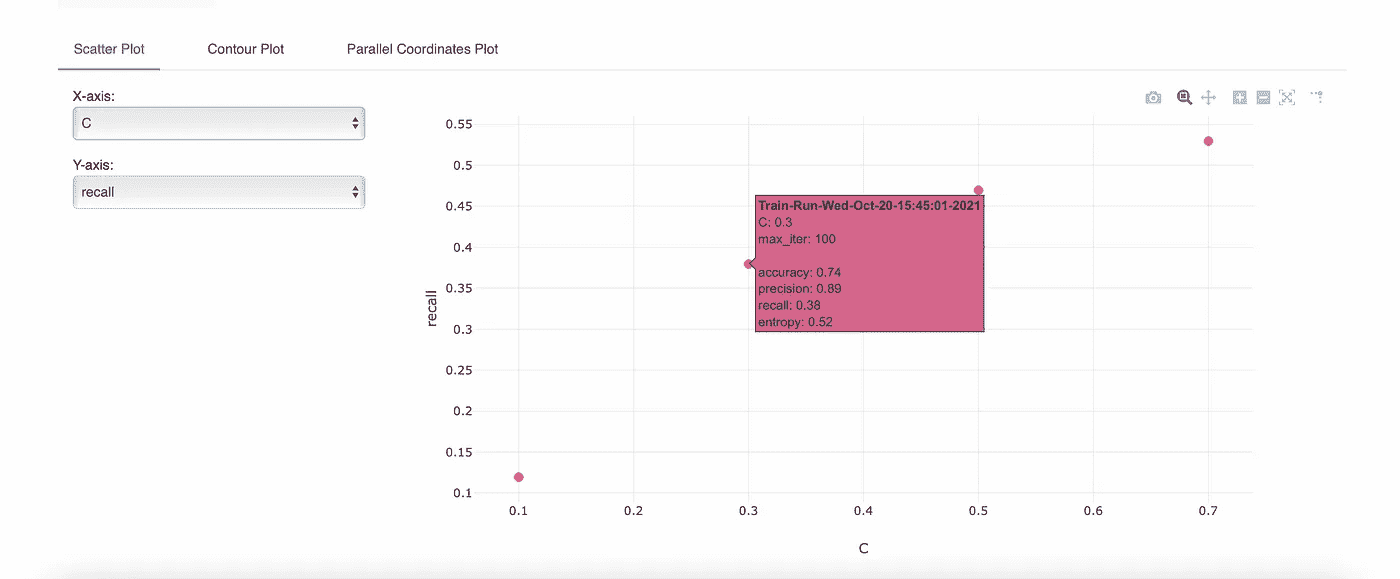 Scatter Plot
Contour Plot
Parallel Coordinates Plot
X-axis:
C
Y-axis:
recall
0.55
0.5
0.45
0.4
0.35
0.3
0.25
0.2
0.15
0.1
recall
Train-Run-Wed-Oct-20-15:45:01-2021
C: 0.3
max_iter: 100
accuracy: 0.74
precision: 0.89
recall: 0.38
entropy: 0.52
0.1 0.2 0.3 0.4 0.5 0.6 0.7
C